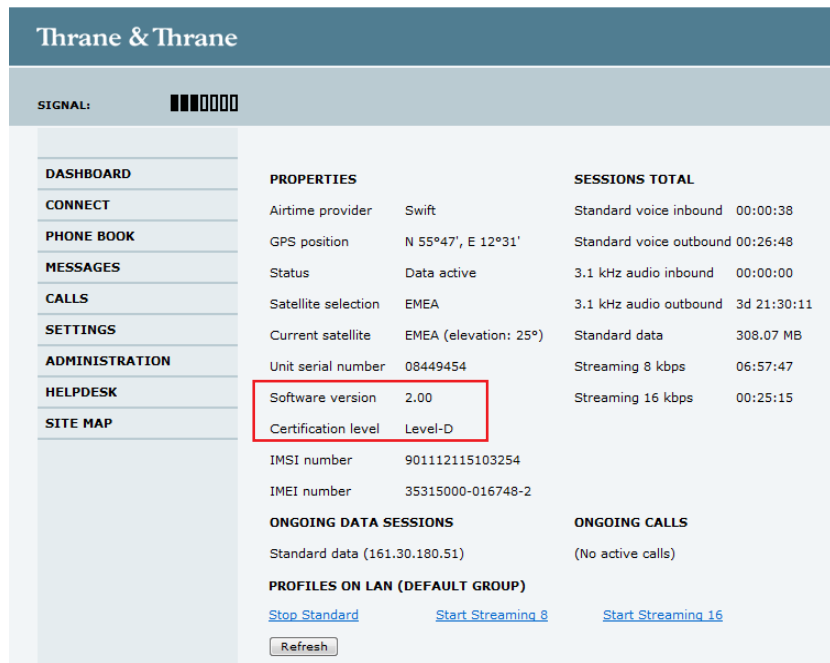 Thrane & Thrane
SIGNAL:
DASHBOARD
CONNECT
PHONE BOOK
MESSAGES
CALLS
SETTINGS
ADMINISTRATION
HELPDESK
SITE MAP
PROPERTIES
Airtime provider Swift
GPS position N 55°47', E 12°31'
Status Data active
Satellite selection EMEA
Current satellite EMEA (elevation: 25°)
Unit serial number 08449454
Software version 2.00
Certification level Level-D
IMSI number 901112115103254
IMEI number 35315000-016748-2
SESSIONS TOTAL
Standard voice inbound 00:00:38
Standard voice outbound 00:26:48
3.1 kHz audio inbound 00:00:00
3.1 kHz audio outbound 3d 21:30:11
Standard data 308.07 MB
Streaming 8 kbps 06:57:47
Streaming 16 kbps 00:25:15
ONGOING DATA SESSIONS
Standard data (161.30.180.51)
ONGOING CALLS
(No active calls)
PROFILES ON LAN (DEFAULT GROUP)
Stop Standard Start Streaming 8 Start Streaming 16
Refresh